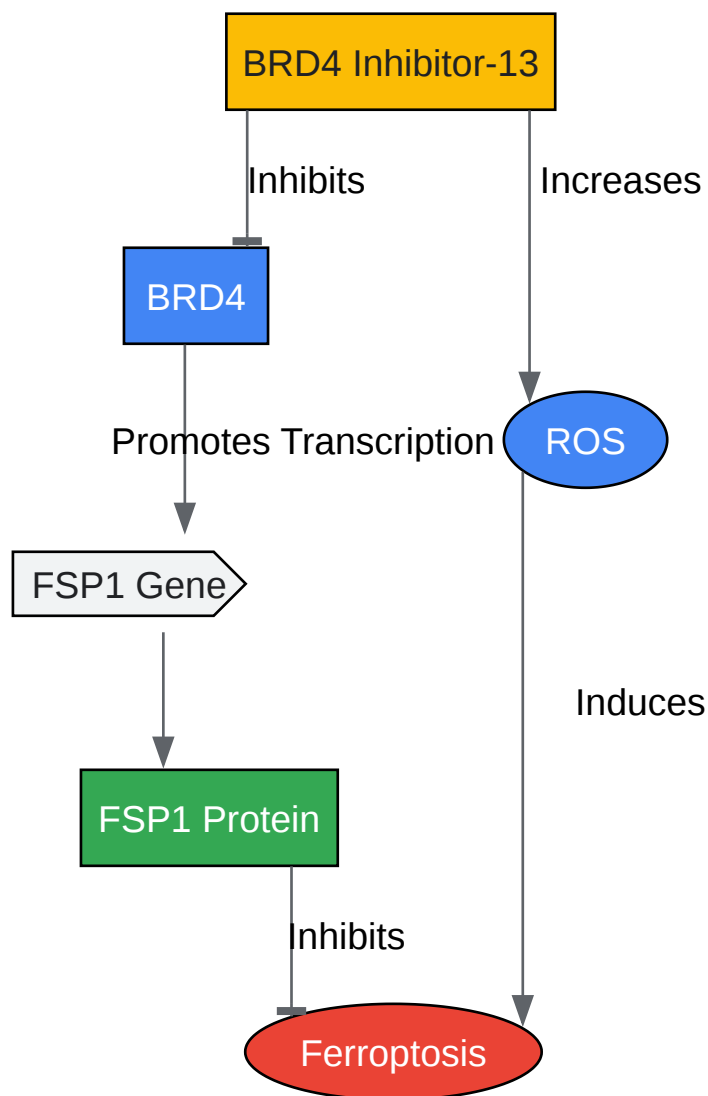 BRD4 Inhibitor-13
Inhibits
Increases
BRD4
Promotes Transcription
ROS
FSP1 Gene
Induces
FSP1 Protein
Inhibits
Ferroptosis